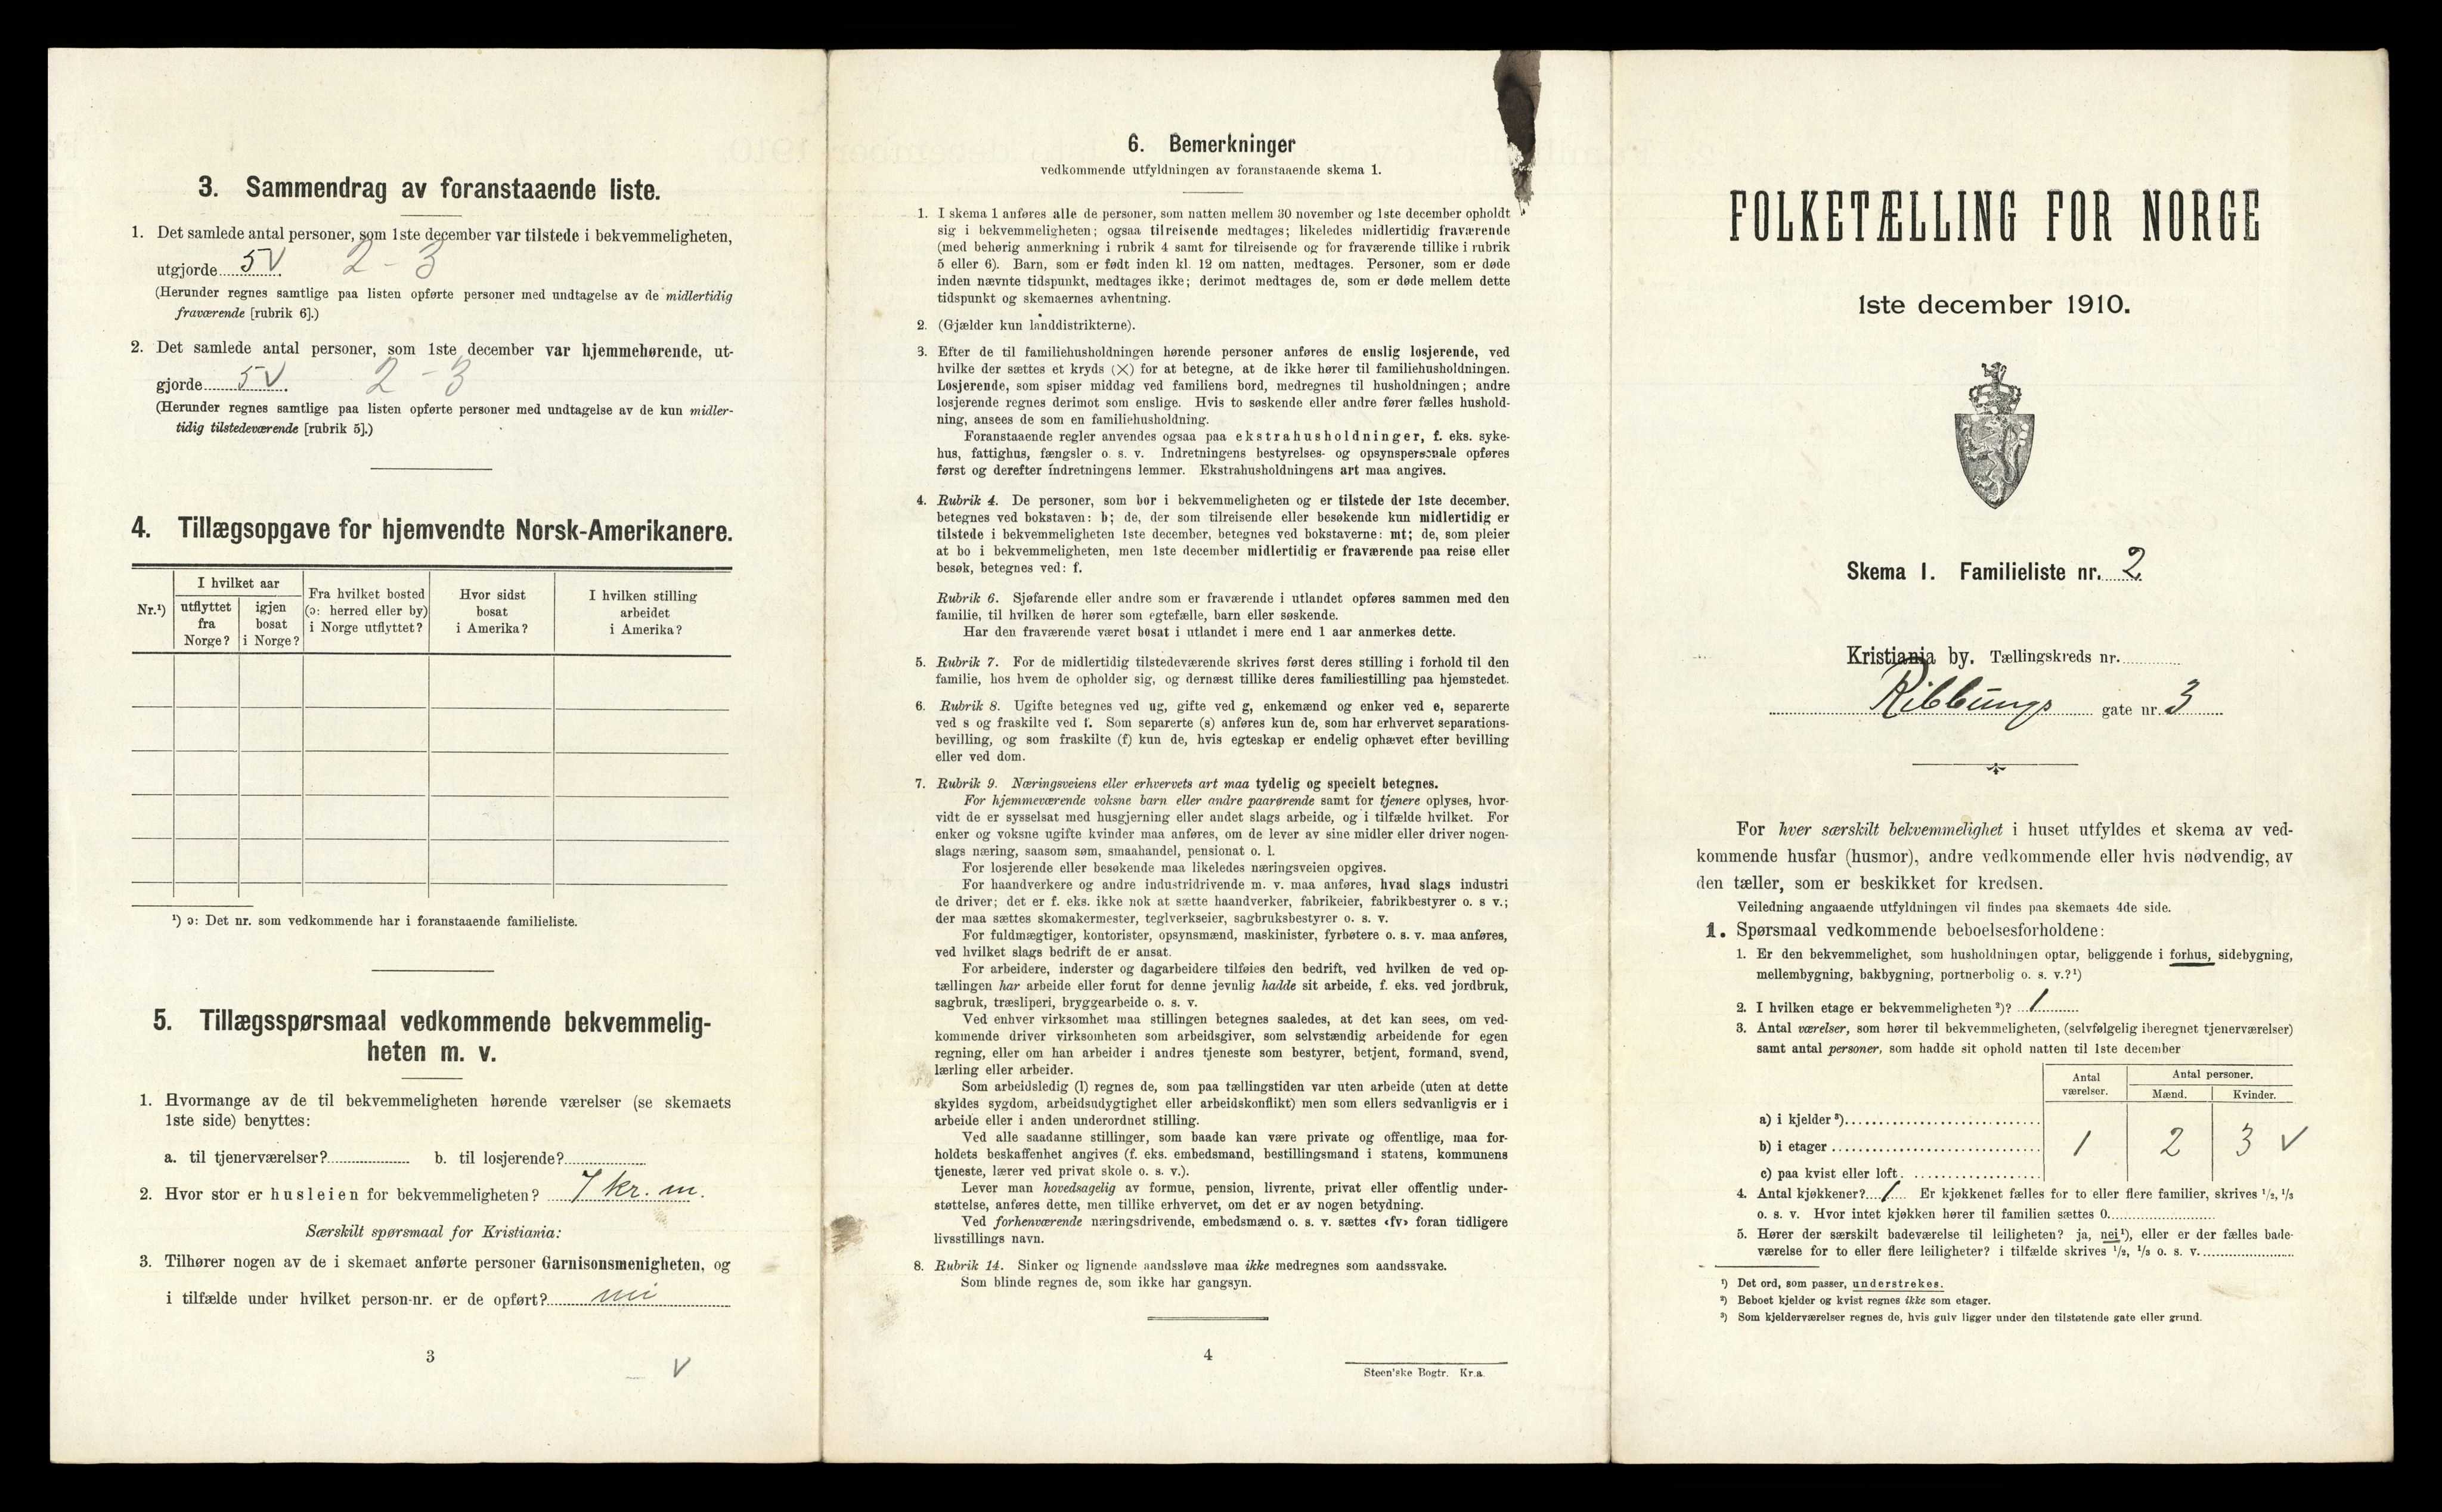 3. Sammendrag av foranstaaende liste.
1. Det samlede antal personer, som 1ste december var tilstede i bekvemmeligheten,
utgjorde 5 V 2 - 3
(Herunder regnes samtlige paa listen opførte personer med undtagelse av de midlertidig
fraværende [rubrik 6].)
2. Det samlede antal personer, som 1ste december var hjemmehørende, ut-
gjorde 5 V 2 - 3
(Herunder regnes samtlige paa listen opførte personer med undtagelse av de kun midler-
tidig tilstedeværende [rubrik 5].)
4. Tillægsopgave for hjemvendte Norsk-Amerikanere.
Nr.¹)
I hvilket aar
utflyttet
fra
Norge?
igjen
bosat
i Norge?
Fra hvilket bosted
(ɔ: herred eller by)
i Norge utflyttet?
Hvor sidst
bosat
i Amerika?
I hvilken stilling
arbeidet
i Amerika?
¹) ɔ: Det nr. som vedkommende har i foranstaaende familieliste.
5. Tillægsspørsmaal vedkommende bekvemmelig-
heten m. v.
1. Hvormange av de til bekvemmeligheten hørende værelser (se skemaets
1ste side) benyttes:
a. til tjenerværelser? b. til losjerende?
2. Hvor stor er husleien for bekvemmeligheten? 7 kr. m.
Særskilt spørsmaal for Kristiania:
3. Tilhører nogen av de i skemaet anførte personer Garnisonsmenigheten, og
i tilfælde under hvilket person-nr. er de opført? nei
3
V
6. Bemerkninger
vedkommende utfyldningen av foranstaaende skema 1.
1. I skema 1 anføres alle de personer, som natten mellem 30 november og 1ste december opholdt
sig i bekvemmeligheten; ogsaa tilreisende medtages; likeledes midlertidig fraværende
(med behørig anmerkning i rubrik 4 samt for tilreisende og for fraværende tillike i rubrik
5 eller 6). Barn, som er født inden kl. 12 om natten, medtages. Personer, som er døde
inden nævnte tidspunkt, medtages ikke; derimot medtages de, som er døde mellem dette
tidspunkt og skemaernes avhentning.
2. (Gjælder kun landdistrikterne).
3. Efter de til familiehusholdningen hørende personer anføres de enslig losjerende, ved
hvilke der sættes et kryds (×) for at betegne, at de ikke hører til familiehusholdningen.
Losjerende, som spiser middag ved familiens bord, medregnes til husholdningen; andre
losjerende regnes derimot som enslige. Hvis to søskende eller andre fører fælles hushold-
ning, ansees de som en familiehusholdning.
Foranstaaende regler anvendes ogsaa paa ekstrahusholdninger, f. eks. syke-
hus, fattighus, fængsler o. s. v. Indretningens bestyrelses- og opsynspersonale opføres
først og derefter indretningens lemmer. Ekstrahusholdningens art maa angives.
4. Rubrik 4. De personer, som bor i bekvemmeligheten og er tilstede der 1ste december,
betegnes ved bokstaven: b; de, der som tilreisende eller besøkende kun midlertidig er
tilstede i bekvemmeligheten 1ste december, betegnes ved bokstaverne: mt; de, som pleier
at bo i bekvemmeligheten, men 1ste december midlertidig er fraværende paa reise eller
besøk, betegnes ved: f.
Rubrik 6. Sjøfarende eller andre som er fraværende i utlandet opføres sammen med den
familie, til hvilken de hører som egtefælle, barn eller søskende.
Har den fraværende været bosat i utlandet i mere end 1 aar anmerkes dette.
5. Rubrik 7. For de midlertidig tilstedeværende skrives først deres stilling i forhold til den
familie, hos hvem de opholder sig, og dernæst tillike deres familiestilling paa hjemstedet.
6. Rubrik 8. Ugifte betegnes ved ug, gifte ved g, enkemænd og enker ved e, separerte
ved s og fraskilte ved f. Som separerte (s) anføres kun de, som har erhvervet separations-
bevilling, og som fraskilte (f) kun de, hvis egteskap er endelig ophævet efter bevilling
eller ved dom.
7. Rubrik 9. Næringsveiens eller erhvervets art maa tydelig og specielt betegnes.
For hjemmeværende voksne barn eller andre paarørende samt for tjenere oplyses, hvor-
vidt de er sysselsat med husgjerning eller andet slags arbeide, og i tilfælde hvilket. For
enker og voksne ugifte kvinder maa anføres, om de lever av sine midler eller driver nogen-
slags næring, saasom søm, smaahandel, pensionat o. l.
For losjerende eller besøkende maa likeledes næringsveien opgives.
For haandverkere og andre industridrivende m. v. maa anføres, hvad slags industri
de driver; det er f. eks. ikke nok at sætte haandverker, fabrikeier, fabrikbestyrer o. s v.;
der maa sættes skomakermester, teglverkseier, sagbruksbestyrer o. s. v.
For fuldmægtiger, kontorister, opsynsmænd, maskinister, fyrbøtere o. s. v. maa anføres,
ved hvilket slags bedrift de er ansat.
For arbeidere, inderster og dagarbeidere tilføies den bedrift, ved hvilken de ved op-
tællingen har arbeide eller forut for denne jevnlig hadde sit arbeide, f. eks. ved jordbruk,
sagbruk, træsliperi, bryggearbeide o. s. v.
Ved enhver virksomhet maa stillingen betegnes saaledes, at det kan sees, om ved-
kommende driver virksomheten som arbeidsgiver, som selvstændig arbeidende for egen
regning, eller om han arbeider i andres tjeneste som bestyrer, betjent, formand, svend,
lærling eller arbeider.
Som arbeidsledig (l) regnes de, som paa tællingstiden var uten arbeide (uten at dette
skyldes sygdom, arbeidsudygtighet eller arbeidskonflikt) men som ellers sedvanligvis er i
arbeide eller i anden underordnet stilling.
Ved alle saadanne stillinger, som baade kan være private og offentlige, maa for-
holdets beskaffenhet angives (f. eks. embedsmand, bestillingsmand i statens, kommunens
tjeneste, lærer ved privat skole o. s. v.).
Lever man hovedsagelig av formue, pension, livrente, privat eller offentlig under-
støttelse, anføres dette, men tillike erhvervet, om det er av nogen betydning.
Ved forhenværende næringsdrivende, embedsmænd o. s. v. sættes «fv» foran tidligere
livsstillings navn.
8. Rubrik 14. Sinker og lignende aandssløve maa ikke medregnes som aandssvake.
Som blinde regnes de, som ikke har gangsyn.
4
Steen'ske Bogtr. Kr.a.
FOLKETÆLLING FOR NORGE
1ste december 1910.
Skema 1. Familieliste nr. 2
Kristiania by. Tællingskreds nr.
Ribbungs gate nr. 3
For hver særskilt bekvemmelighet i huset utfyldes et skema av ved-
kommende husfar (husmor), andre vedkommende eller hvis nødvendig, av
den tæller, som er beskikket for kredsen.
Veiledning angaaende utfyldningen vil findes paa skemaets 4de side.
1. Spørsmaal vedkommende beboelsesforholdene:
1. Er den bekvemmelighet, som husholdningen optar, beliggende i forhus, sidebygning,
mellembygning, bakbygning, portnerbolig o. s. v.?¹)
2. I hvilken etage er bekvemmeligheten²)? 1
3. Antal værelser, som hører til bekvemmeligheten, (selvfølgelig iberegnet tjenerværelser)
samt antal personer, som hadde sit ophold natten til 1ste december
Antal
værelser.
Antal personer.
Mænd. Kvinder.
a) i kjelder³)
b) i etager 1 2 3 V
c) paa kvist eller loft.
4. Antal kjøkkener? 1 Er kjøkkenet fælles for to eller flere familier, skrives ¹/₂, ¹/₃
o. s. v. Hvor intet kjøkken hører til familien sættes 0.
5. Hører der særskilt badeværelse til leiligheten? ja, nei¹), eller er der fælles bade-
værelse for to eller flere leiligheter? i tilfælde skrives ¹/₂, ¹/₃ o. s. v.
¹) Det ord, som passer, understrekes.
²) Beboet kjelder og kvist regnes ikke som etager.
³) Som kjelderværelser regnes de, hvis gulv ligger under den tilstøtende gate eller grund.